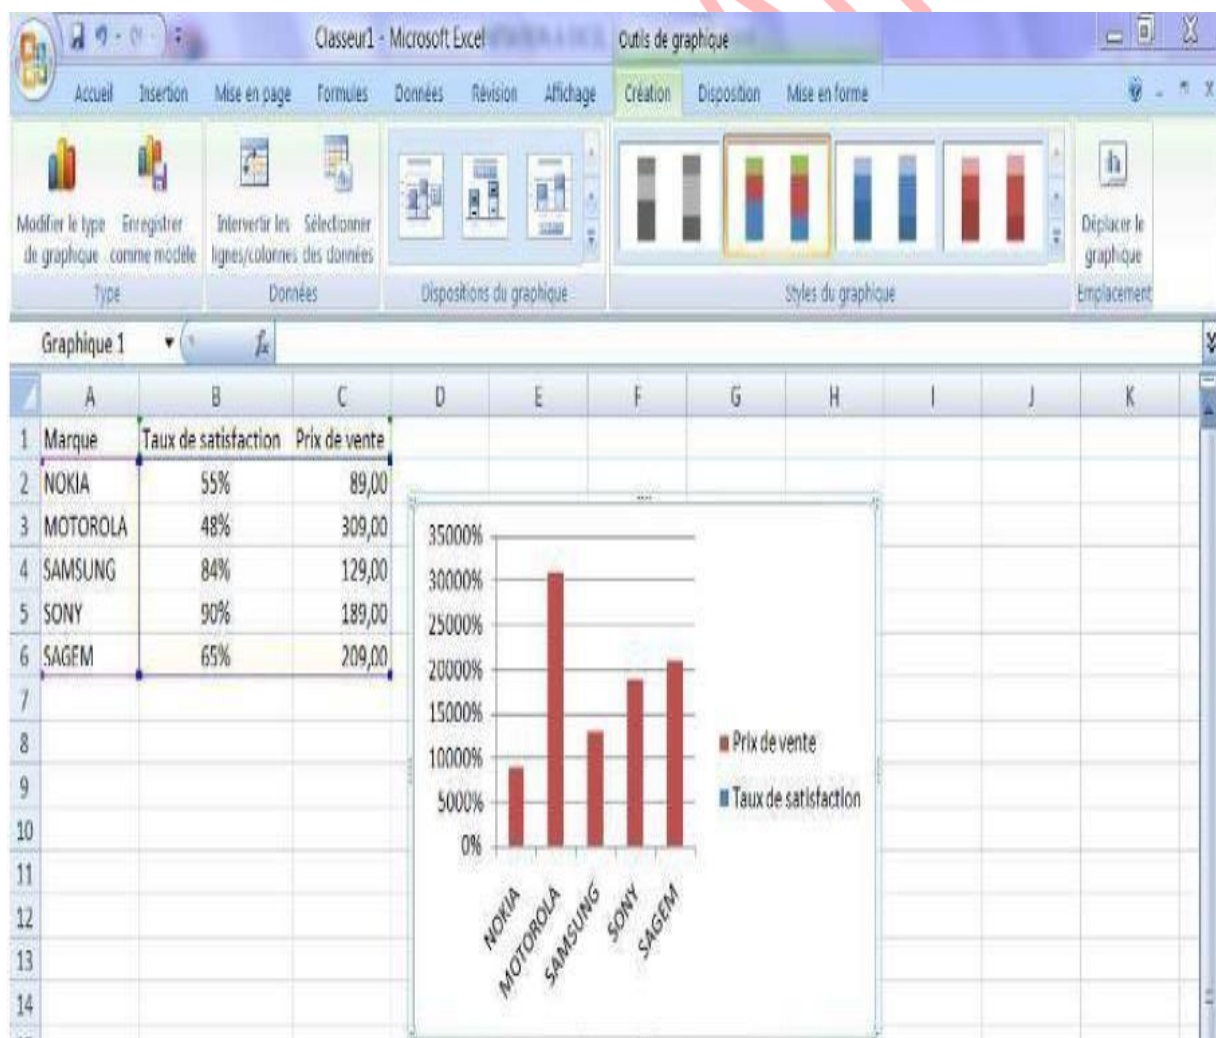 Classeur1 - Microsoft Excel
Outils de graphique
Accueil Insertion Mise en page Formules Données Révision Affichage Création Disposition Mise en forme
Modifier le type de graphique
Enregistrer comme modèle
Intervertir les lignes/colonnes
Sélectionner des données
Déplacer le graphique
Type Données Dispositions du graphique Styles du graphique Emplacement
Graphique 1 fx
A B C D E F G H I J K
1 Marque Taux de satisfaction Prix de vente
2 NOKIA 55% 89,00
3 MOTOROLA 48% 309,00
4 SAMSUNG 84% 129,00
5 SONY 90% 189,00
6 SAGEM 65% 209,00
7
8
9
10
11
12
13
14
35000%
30000%
25000%
20000%
15000%
10000%
5000%
0%
NOKIA
MOTOROLA
SAMSUNG
SONY
SAGEM
Prix de vente
Taux de satisfaction